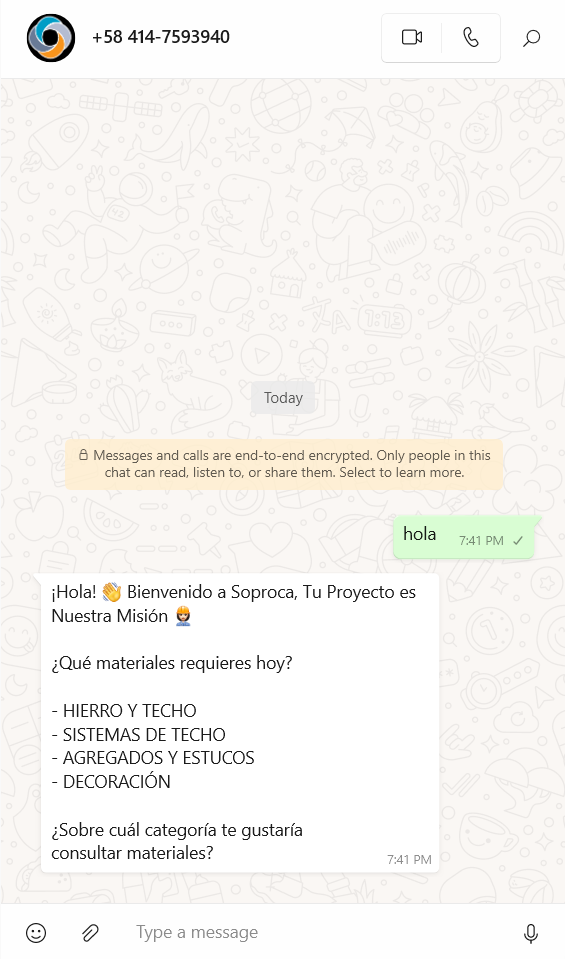 +58 414-7593940
Today
Messages and calls are end-to-end encrypted. Only people in this
chat can read, listen to, or share them. Select to learn more.
hola
7:41 PM
¡Hola! 👋 Bienvenido a Soproca, Tu Proyecto es
Nuestra Misión 👷
¿Qué materiales requieres hoy?
- HIERRO Y TECHO
- SISTEMAS DE TECHO
- AGREGADOS Y ESTUCOS
- DECORACIÓN
¿Sobre cuál categoría te gustaría
consultar materiales?
7:41 PM
Type a message